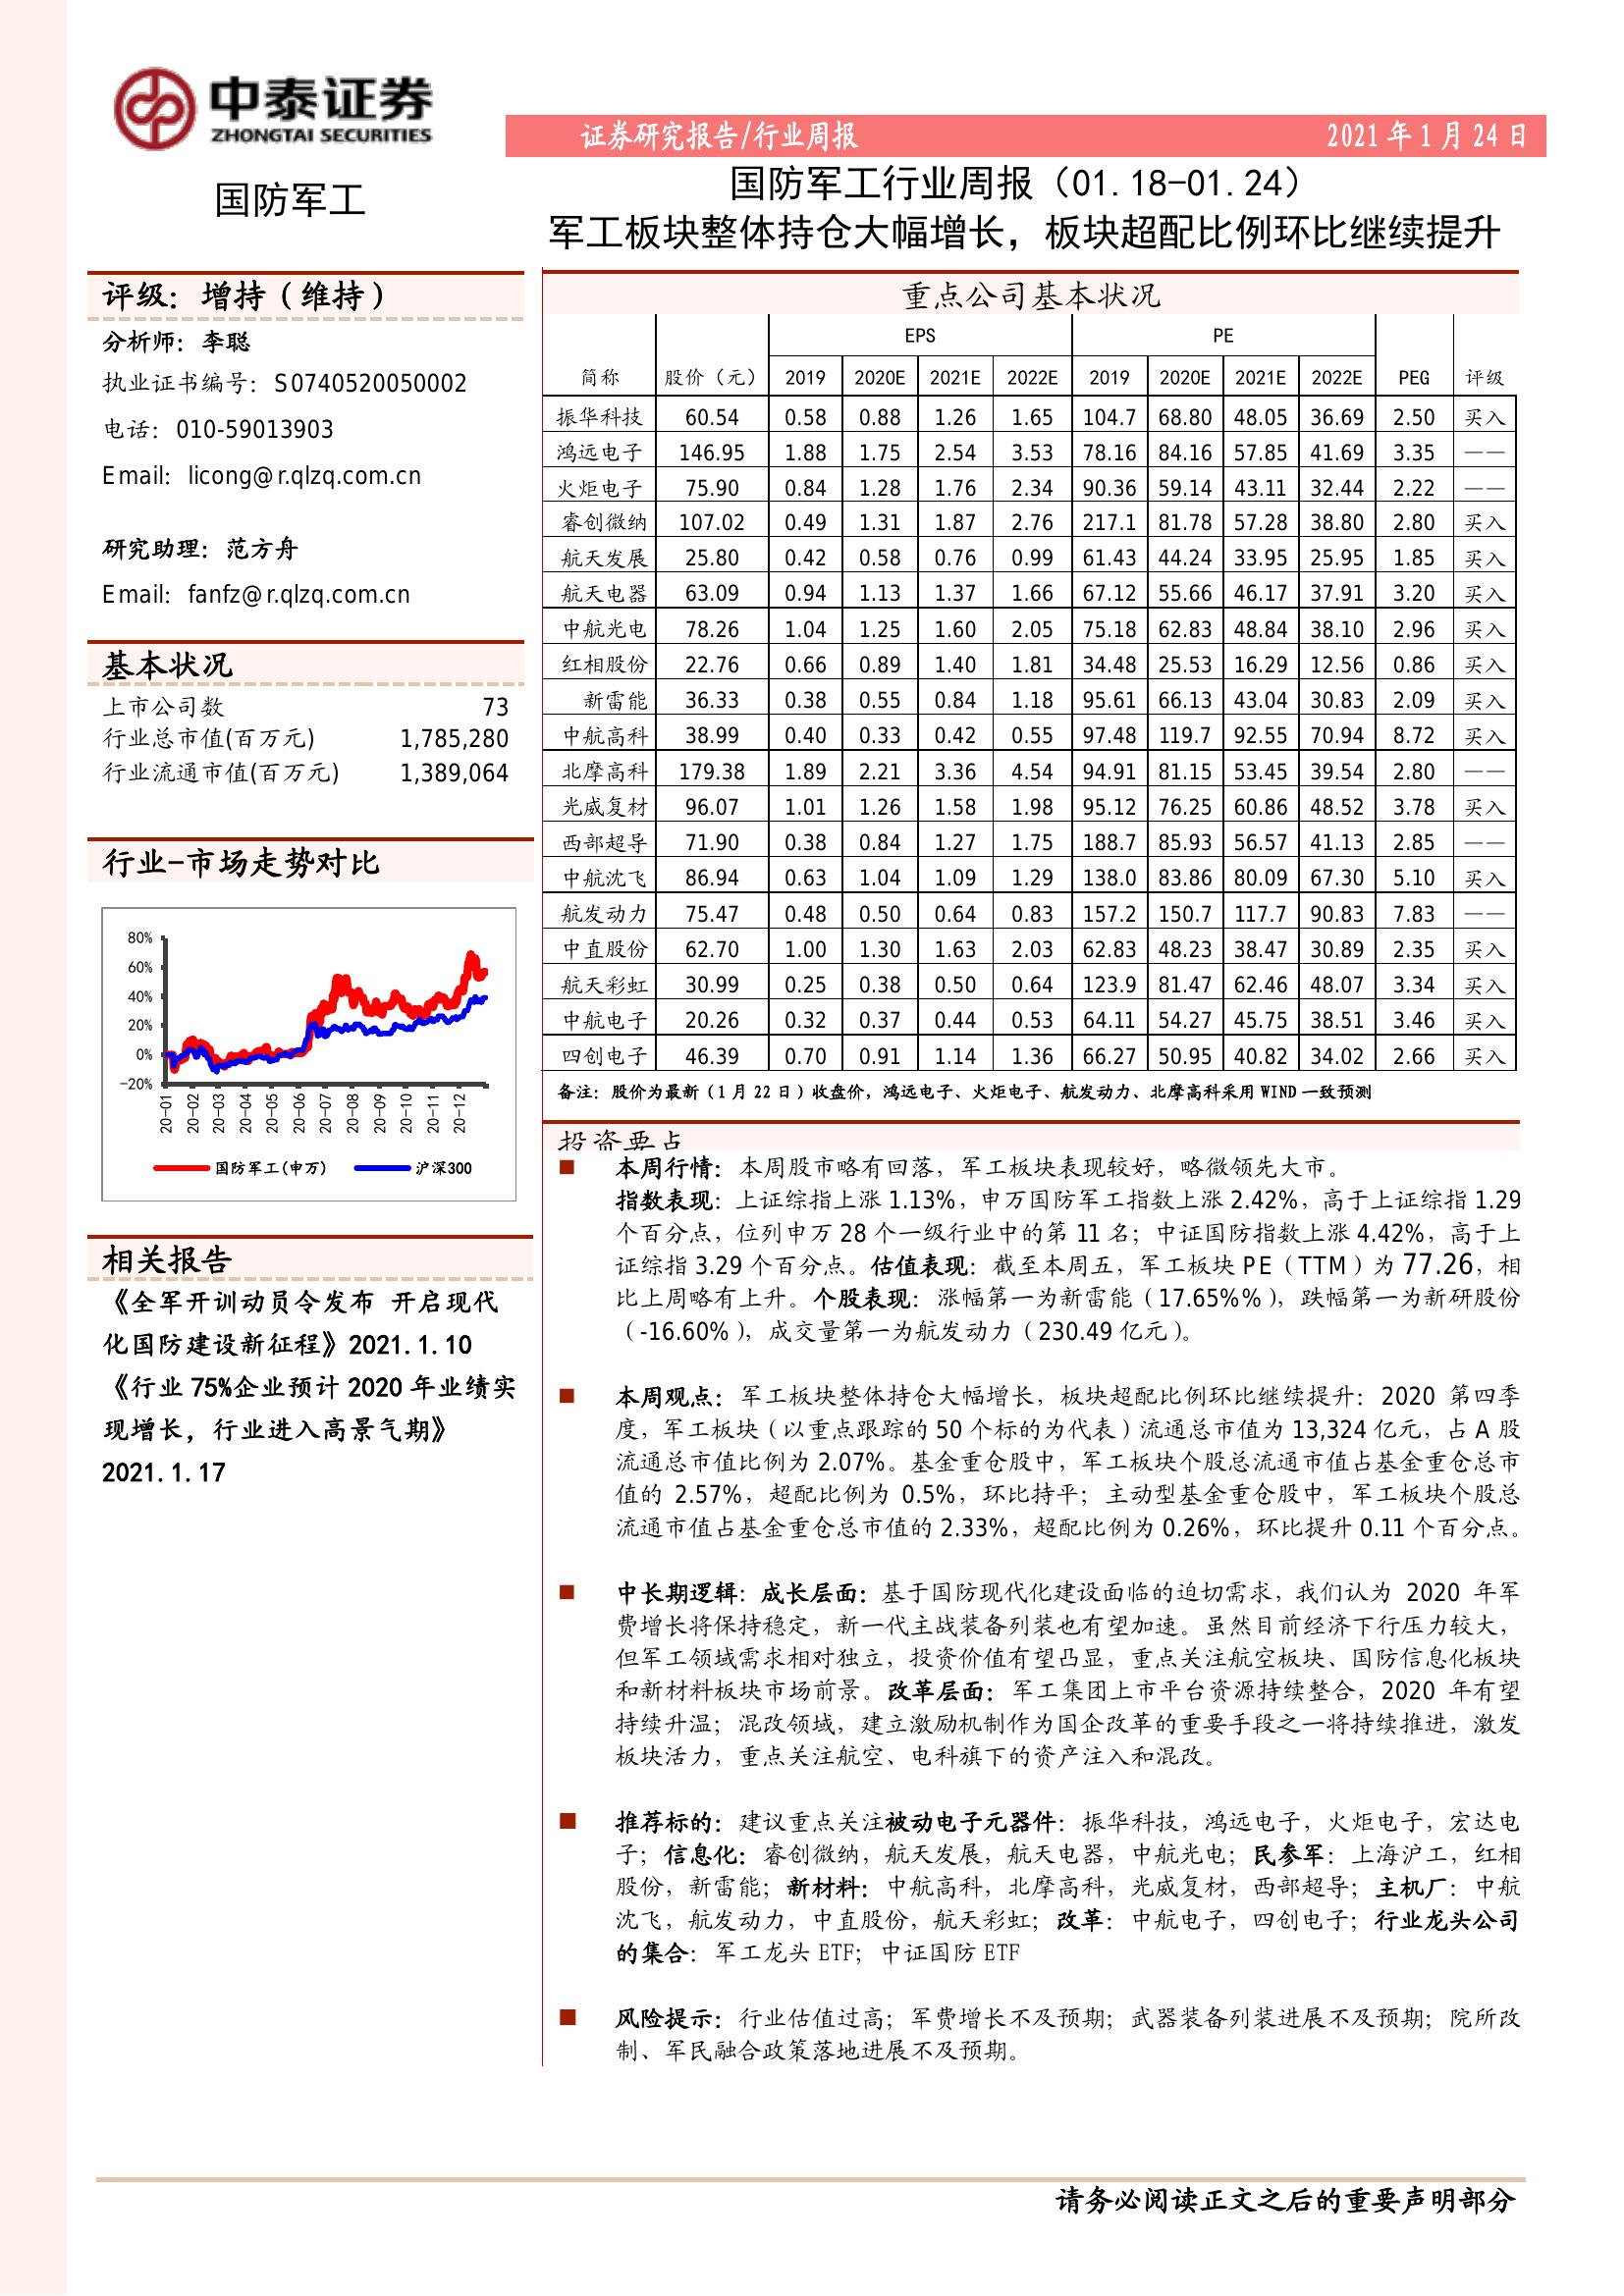 中泰证券
ZHONGTAI SECURITIES
证券研究报告/行业周报 2021 年 1 月 24 日
国防军工
国防军工行业周报（01.18-01.24）
军工板块整体持仓大幅增长，板块超配比例环比继续提升
评级：增持（维持）
分析师：李聪
执业证书编号：S0740520050002
电话：010-59013903
Email：licong@r.qlzq.com.cn
研究助理：范方舟
Email：fanfz@r.qlzq.com.cn
基本状况
上市公司数 73
行业总市值(百万元) 1,785,280
行业流通市值(百万元) 1,389,064
行业-市场走势对比
80%
60%
40%
20%
0%
-20%
20-01 20-02 20-03 20-04 20-05 20-06 20-07 20-08 20-09 20-10 20-11 20-12
国防军工(申万) 沪深300
相关报告
《全军开训动员令发布 开启现代
化国防建设新征程》2021.1.10
《行业 75%企业预计 2020 年业绩实
现增长，行业进入高景气期》
2021.1.17
重点公司基本状况
EPS PE
简称 股价（元） 2019 2020E 2021E 2022E 2019 2020E 2021E 2022E PEG 评级
振华科技 60.54 0.58 0.88 1.26 1.65 104.7 68.80 48.05 36.69 2.50 买入
鸿远电子 146.95 1.88 1.75 2.54 3.53 78.16 84.16 57.85 41.69 3.35 ——
火炬电子 75.90 0.84 1.28 1.76 2.34 90.36 59.14 43.11 32.44 2.22 ——
睿创微纳 107.02 0.49 1.31 1.87 2.76 217.1 81.78 57.28 38.80 2.80 买入
航天发展 25.80 0.42 0.58 0.76 0.99 61.43 44.24 33.95 25.95 1.85 买入
航天电器 63.09 0.94 1.13 1.37 1.66 67.12 55.66 46.17 37.91 3.20 买入
中航光电 78.26 1.04 1.25 1.60 2.05 75.18 62.83 48.84 38.10 2.96 买入
红相股份 22.76 0.66 0.89 1.40 1.81 34.48 25.53 16.29 12.56 0.86 买入
新雷能 36.33 0.38 0.55 0.84 1.18 95.61 66.13 43.04 30.83 2.09 买入
中航高科 38.99 0.40 0.33 0.42 0.55 97.48 119.7 92.55 70.94 8.72 买入
北摩高科 179.38 1.89 2.21 3.36 4.54 94.91 81.15 53.45 39.54 2.80 ——
光威复材 96.07 1.01 1.26 1.58 1.98 95.12 76.25 60.86 48.52 3.78 买入
西部超导 71.90 0.38 0.84 1.27 1.75 188.7 85.93 56.57 41.13 2.85 ——
中航沈飞 86.94 0.63 1.04 1.09 1.29 138.0 83.86 80.09 67.30 5.10 买入
航发动力 75.47 0.48 0.50 0.64 0.83 157.2 150.7 117.7 90.83 7.83 ——
中直股份 62.70 1.00 1.30 1.63 2.03 62.83 48.23 38.47 30.89 2.35 买入
航天彩虹 30.99 0.25 0.38 0.50 0.64 123.9 81.47 62.46 48.07 3.34 买入
中航电子 20.26 0.32 0.37 0.44 0.53 64.11 54.27 45.75 38.51 3.46 买入
四创电子 46.39 0.70 0.91 1.14 1.36 66.27 50.95 40.82 34.02 2.66 买入
备注：股价为最新（1 月 22 日）收盘价，鸿远电子、火炬电子、航发动力、北摩高科采用 WIND 一致预测
投资要点
■ 本周行情：本周股市略有回落，军工板块表现较好，略微领先大市。
指数表现：上证综指上涨 1.13%，申万国防军工指数上涨 2.42%，高于上证综指 1.29
个百分点，位列申万 28 个一级行业中的第 11 名；中证国防指数上涨 4.42%，高于上
证综指 3.29 个百分点。估值表现：截至本周五，军工板块 PE（TTM）为 77.26，相
比上周略有上升。个股表现：涨幅第一为新雷能（17.65%%），跌幅第一为新研股份
（-16.60%），成交量第一为航发动力（230.49 亿元）。
■ 本周观点：军工板块整体持仓大幅增长，板块超配比例环比继续提升：2020 第四季
度，军工板块（以重点跟踪的 50 个标的为代表）流通总市值为 13,324 亿元，占 A 股
流通总市值比例为 2.07%。基金重仓股中，军工板块个股总流通市值占基金重仓总市
值的 2.57%，超配比例为 0.5%，环比持平；主动型基金重仓股中，军工板块个股总
流通市值占基金重仓总市值的 2.33%，超配比例为 0.26%，环比提升 0.11 个百分点。
■ 中长期逻辑：成长层面：基于国防现代化建设面临的迫切需求，我们认为 2020 年军
费增长将保持稳定，新一代主战装备列装也有望加速。虽然目前经济下行压力较大，
但军工领域需求相对独立，投资价值有望凸显，重点关注航空板块、国防信息化板块
和新材料板块市场前景。改革层面：军工集团上市平台资源持续整合，2020 年有望
持续升温；混改领域，建立激励机制作为国企改革的重要手段之一将持续推进，激发
板块活力，重点关注航空、电科旗下的资产注入和混改。
■ 推荐标的：建议重点关注被动电子元器件：振华科技，鸿远电子，火炬电子，宏达电
子；信息化：睿创微纳，航天发展，航天电器，中航光电；民参军：上海沪工，红相
股份，新雷能；新材料：中航高科，北摩高科，光威复材，西部超导；主机厂：中航
沈飞，航发动力，中直股份，航天彩虹；改革：中航电子，四创电子；行业龙头公司
的集合：军工龙头 ETF；中证国防 ETF
■ 风险提示：行业估值过高；军费增长不及预期；武器装备列装进展不及预期；院所改
制、军民融合政策落地进展不及预期。
请务必阅读正文之后的重要声明部分